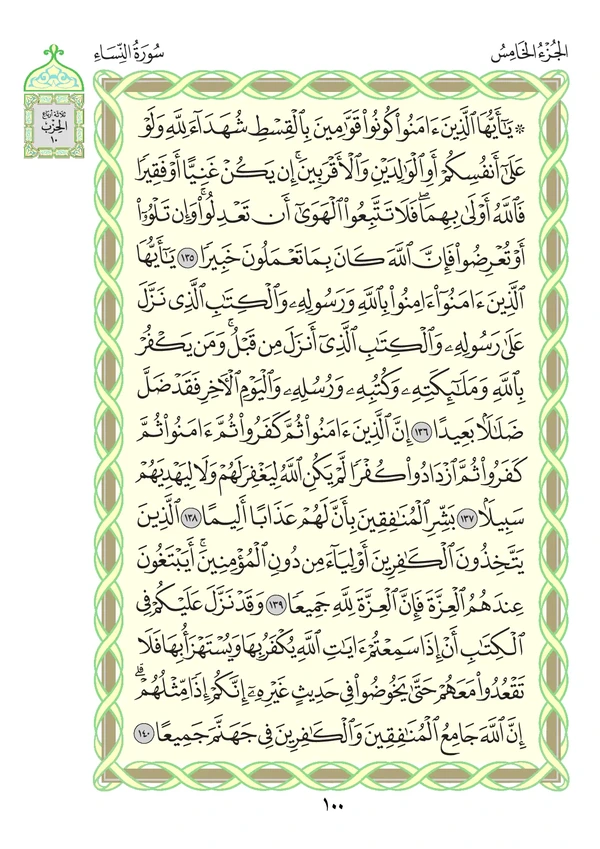 الجُزْءُ الخَامِسُ
سُورَةُ النِّسَاءِ
ثلاثة أرباع
الحزب
١٠
۞ يَٰٓأَيُّهَا ٱلَّذِينَ ءَامَنُواْ كُونُواْ قَوَّٰمِينَ بِٱلْقِسْطِ شُهَدَآءَ لِلَّهِ وَلَوْ
عَلَىٰٓ أَنفُسِكُمْ أَوِ ٱلْوَٰلِدَيْنِ وَٱلْأَقْرَبِينَۚ إِن يَكُنْ غَنِيًّا أَوْ فَقِيرًا
فَٱللَّهُ أَوْلَىٰ بِهِمَاۖ فَلَا تَتَّبِعُواْ ٱلْهَوَىٰٓ أَن تَعْدِلُواْۚ وَإِن تَلْوُۥٓاْ
أَوْ تُعْرِضُواْ فَإِنَّ ٱللَّهَ كَانَ بِمَا تَعْمَلُونَ خَبِيرًا ١٣٥ يَٰٓأَيُّهَا
ٱلَّذِينَ ءَامَنُوٓاْ ءَامِنُواْ بِٱللَّهِ وَرَسُولِهِۦ وَٱلْكِتَٰبِ ٱلَّذِى نَزَّلَ
عَلَىٰ رَسُولِهِۦ وَٱلْكِتَٰبِ ٱلَّذِىٓ أَنزَلَ مِن قَبْلُۚ وَمَن يَكْفُرْ
بِٱللَّهِ وَمَلَٰٓئِكَتِهِۦ وَكُتُبِهِۦ وَرُسُلِهِۦ وَٱلْيَوْمِ ٱلْأٓخِرِ فَقَدْ ضَلَّ
ضَلَٰلَۢا بَعِيدًا ١٣٦ إِنَّ ٱلَّذِينَ ءَامَنُواْ ثُمَّ كَفَرُواْ ثُمَّ ءَامَنُواْ ثُمَّ
كَفَرُواْ ثُمَّ ٱزْدَادُواْ كُفْرًا لَّمْ يَكُنِ ٱللَّهُ لِيَغْفِرَ لَهُمْ وَلَا لِيَهْدِيَهُمْ
سَبِيلَۢا ١٣٧ بَشِّرِ ٱلْمُنَٰفِقِينَ بِأَنَّ لَهُمْ عَذَابًا أَلِيمًا ١٣٨ ٱلَّذِينَ
يَتَّخِذُونَ ٱلْكَٰفِرِينَ أَوْلِيَآءَ مِن دُونِ ٱلْمُؤْمِنِينَۚ أَيَبْتَغُونَ
عِندَهُمُ ٱلْعِزَّةَ فَإِنَّ ٱلْعِزَّةَ لِلَّهِ جَمِيعًا ١٣٩ وَقَدْ نَزَّلَ عَلَيْكُمْ فِى
ٱلْكِتَٰبِ أَنْ إِذَا سَمِعْتُمْ ءَايَٰتِ ٱللَّهِ يُكْفَرُ بِهَا وَيُسْتَهْزَأُ بِهَا فَلَا
تَقْعُدُواْ مَعَهُمْ حَتَّىٰ يَخُوضُواْ فِى حَدِيثٍ غَيْرِهِۦٓ إِنَّكُمْ إِذًا مِّثْلُهُمْۗ
إِنَّ ٱللَّهَ جَامِعُ ٱلْمُنَٰفِقِينَ وَٱلْكَٰفِرِينَ فِى جَهَنَّمَ جَمِيعًا ١٤٠
١٠٠